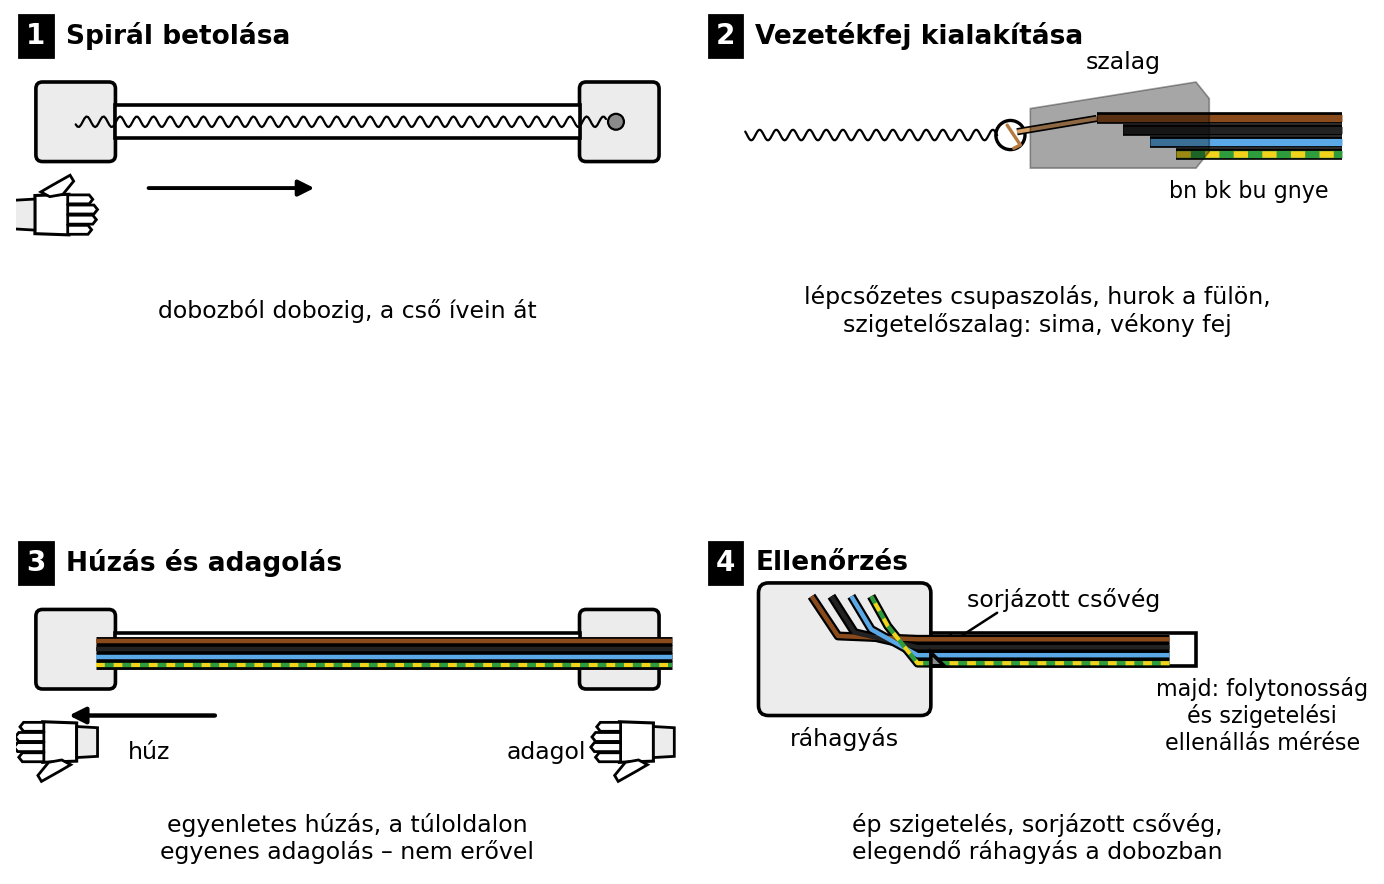 1 Spirál betolása
dobozból dobozig, a cső ívein át
2 Vezetékfej kialakítása
szalag
bn bk bu gnye
lépcsőzetes csupaszolás, hurok a fülön,
szigetelőszalag: sima, vékony fej
3 Húzás és adagolás
húz
adagol
egyenletes húzás, a túloldalon
egyenes adagolás – nem erővel
4 Ellenőrzés
sorjázott csővég
ráhagyás
majd: folytonosság
és szigetelési
ellenállás mérése
ép szigetelés, sorjázott csővég,
elegendő ráhagyás a dobozban